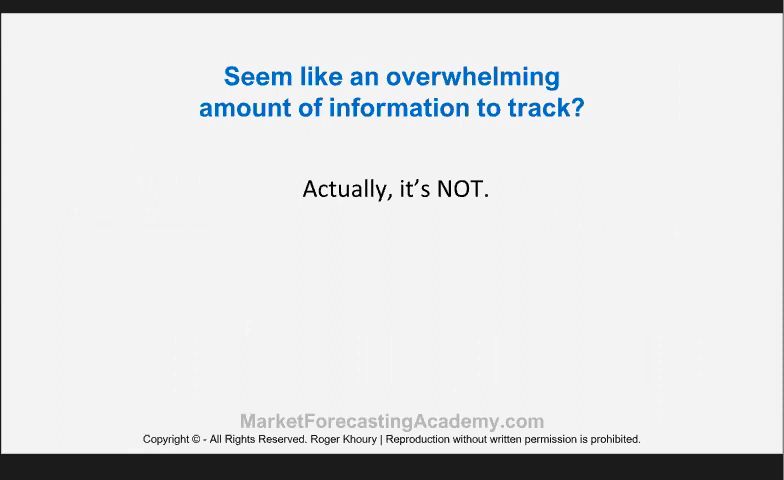 Seem like an overwhelming
amount of information to track?
Actually, it’s NOT.
MarketForecastingAcademy.com
Copyright © - All Rights Reserved. Roger Khoury | Reproduction without written permission is prohibited.